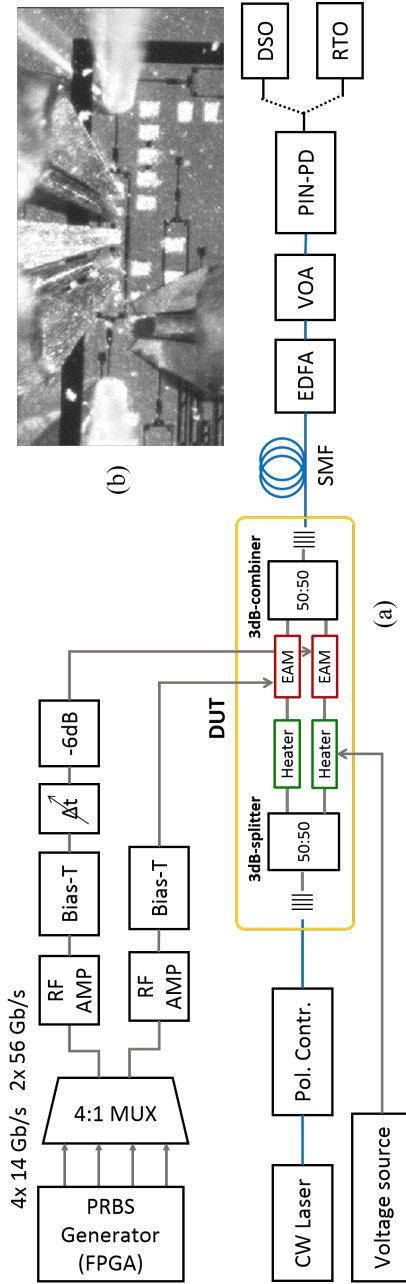 4x 14 Gb/s
2x 56 Gb/s
PRBS
Generator
(FPGA)
4:1 MUX
RF
AMP
Bias-T
Δt
-6dB
RF
AMP
Bias-T
DUT
CW Laser
Pol. Contr.
3dB-splitter
50:50
Heater
Heater
EAM
EAM
3dB-combiner
50:50
SMF
EDFA
VOA
PIN-PD
DSO
RTO
Voltage source
(a)
(b)